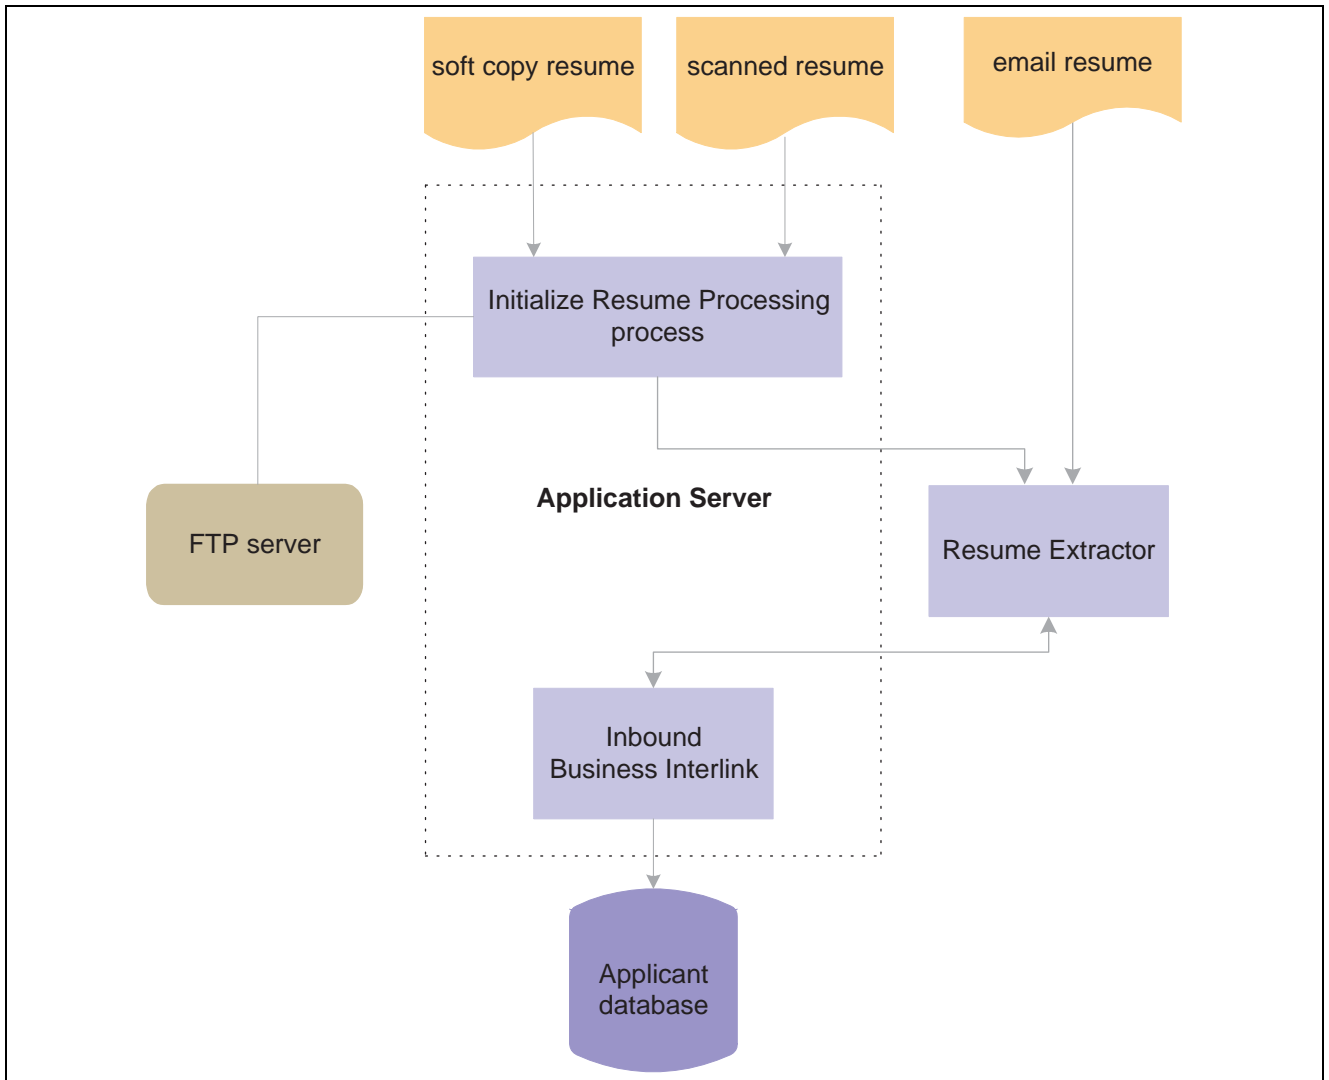 soft copy resume
scanned resume
email resume
Initialize Resume Processing
process
Application Server
FTP server
Resume Extractor
Inbound
Business Interlink
Applicant
database